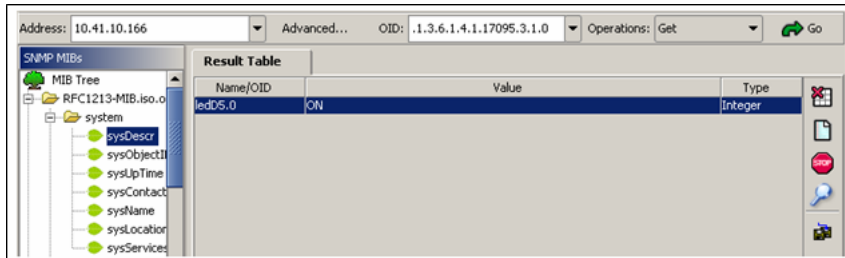 Address: 10.41.10.166 Advanced... OID: .1.3.6.1.4.1.17095.3.1.0 Operations: Get Go
SNMP MIBs
MIB Tree
RFC1213-MIB.iso.o
system
sysDescr
sysObjectI
sysUpTime
sysContact
sysName
sysLocation
sysServices
Result Table
Name/OID Value Type
ledD5.0 ON Integer
STOP